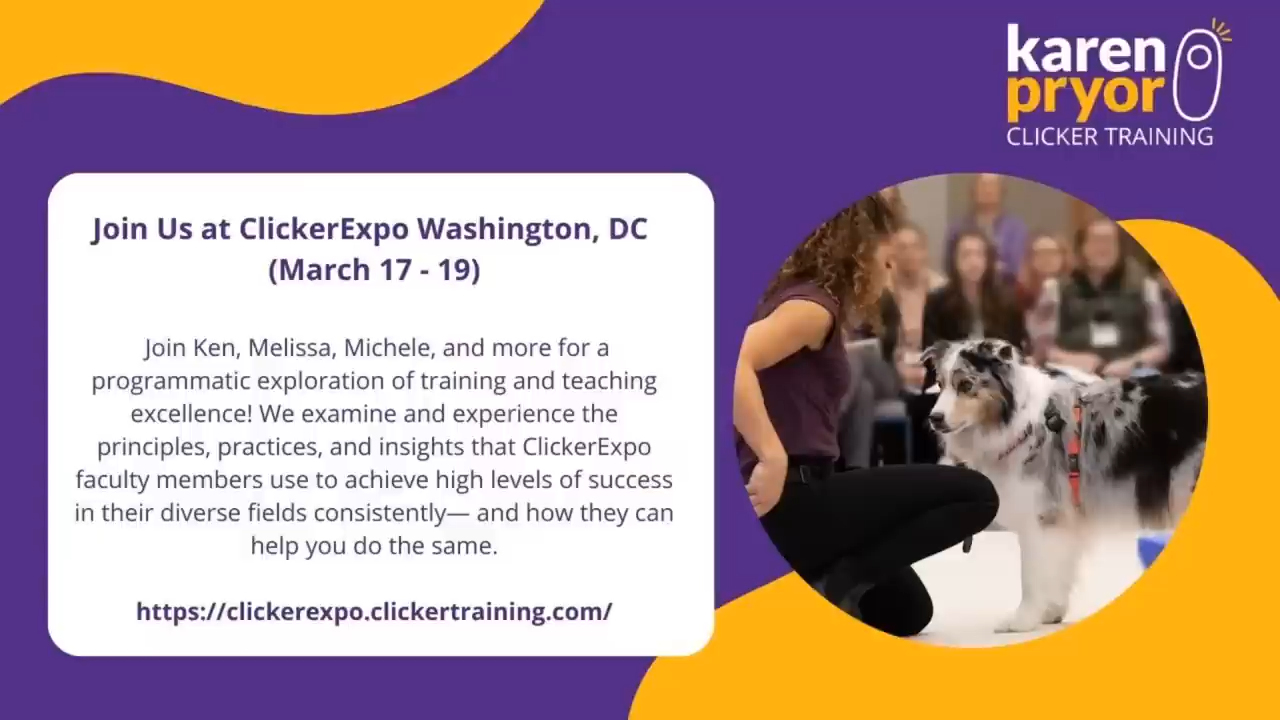 karen
pryor
CLICKER TRAINING
Join Us at ClickerExpo Washington, DC
(March 17 - 19)
Join Ken, Melissa, Michele, and more for a
programmatic exploration of training and teaching
excellence! We examine and experience the
principles, practices, and insights that ClickerExpo
faculty members use to achieve high levels of success
in their diverse fields consistently— and how they can
help you do the same.
https://clickerexpo.clickertraining.com/